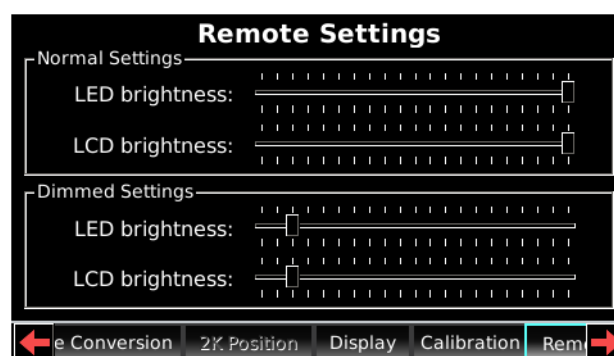 Remote Settings
Normal Settings
LED brightness:
LCD brightness:
Dimmed Settings
LED brightness:
LCD brightness:
e Conversion 2K Position Display Calibration Rem